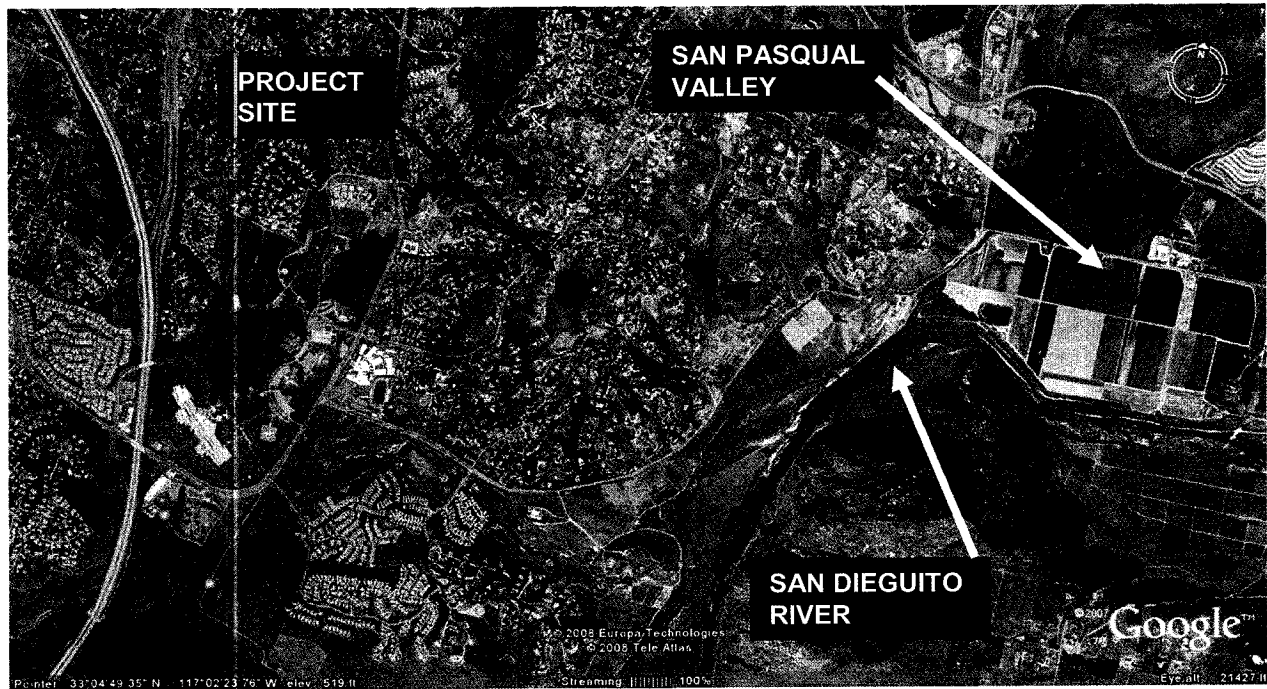 PROJECT
SITE
SAN PASQUAL
VALLEY
N
SAN DIEGUITO
RIVER
© 2007 Google™
© 2008 Europa Technologies
© 2008 Tele Atlas
Pointer 33°04'49.35" N 117°02'23.76" W elev 519 ft
Streaming |||||||||| 100%
Eye alt 21427 ft